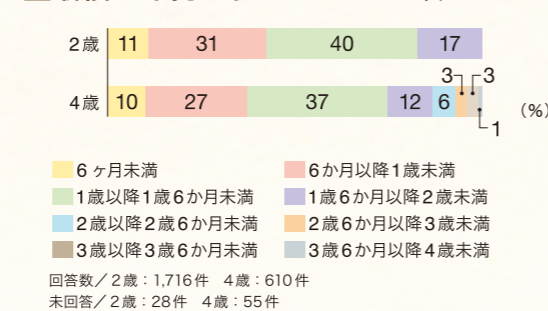 2歳 11 31 40 17
3 3
4歳 10 27 37 12 6
1
(%)
6ヶ月未満 6か月以降1歳未満
1歳以降1歳6か月未満 1歳6か月以降2歳未満
2歳以降2歳6か月未満 2歳6か月以降3歳未満
3歳以降3歳6か月未満 3歳6か月以降4歳未満
回答数/2歳:1,716件 4歳:610件
未回答/2歳:28件 4歳:55件